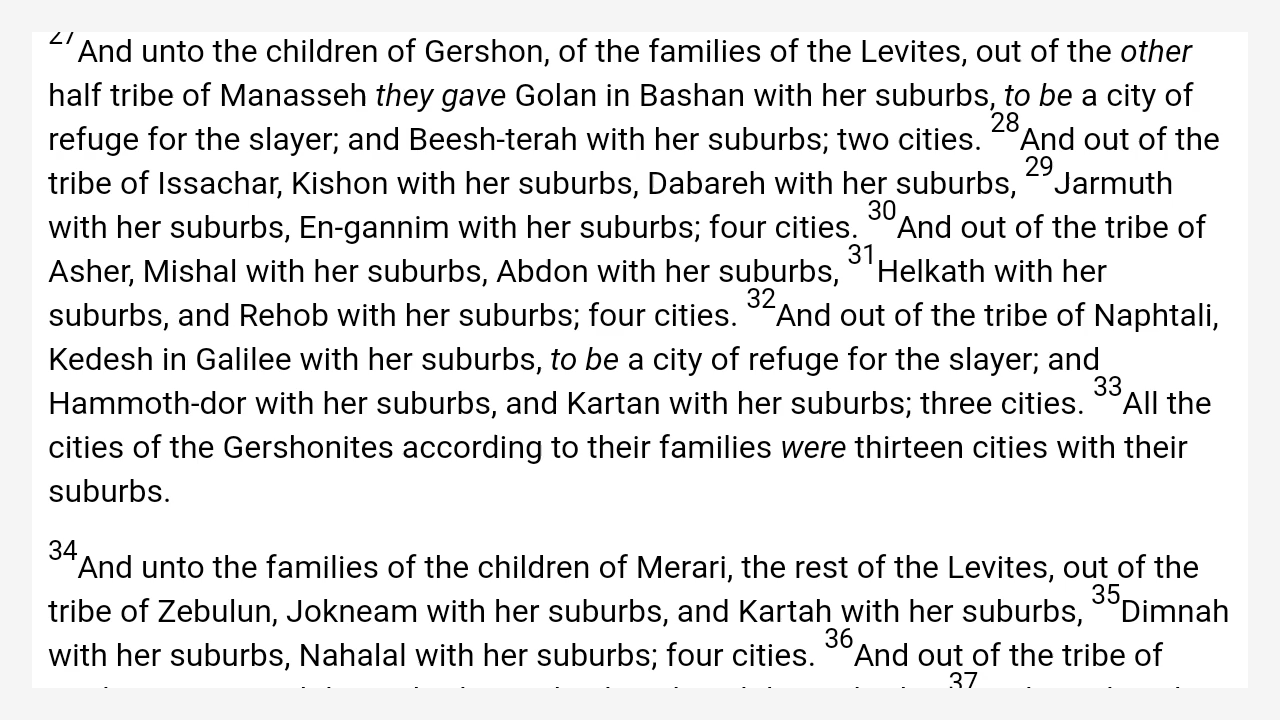 27And unto the children of Gershon, of the families of the Levites, out of the other
half tribe of Manasseh they gave Golan in Bashan with her suburbs, to be a city of
refuge for the slayer; and Beesh-terah with her suburbs; two cities. 28And out of the
tribe of Issachar, Kishon with her suburbs, Dabareh with her suburbs, 29Jarmuth
with her suburbs, En-gannim with her suburbs; four cities. 30And out of the tribe of
Asher, Mishal with her suburbs, Abdon with her suburbs, 31Helkath with her
suburbs, and Rehob with her suburbs; four cities. 32And out of the tribe of Naphtali,
Kedesh in Galilee with her suburbs, to be a city of refuge for the slayer; and
Hammoth-dor with her suburbs, and Kartan with her suburbs; three cities. 33All the
cities of the Gershonites according to their families were thirteen cities with their
suburbs.
34And unto the families of the children of Merari, the rest of the Levites, out of the
tribe of Zebulun, Jokneam with her suburbs, and Kartah with her suburbs, 35Dimnah
with her suburbs, Nahalal with her suburbs; four cities. 36And out of the tribe of
37